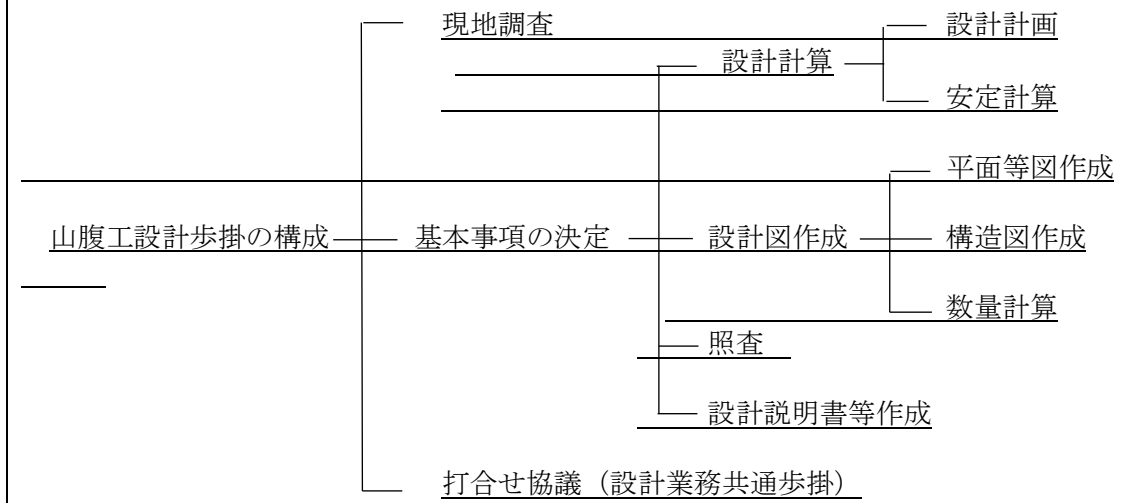 現地調査 設計計画
設計計算
安定計算
平面等図作成
山腹工設計歩掛の構成 基本事項の決定 設計図作成 構造図作成
数量計算
照査
設計説明書等作成
打合せ協議（設計業務共通歩掛）